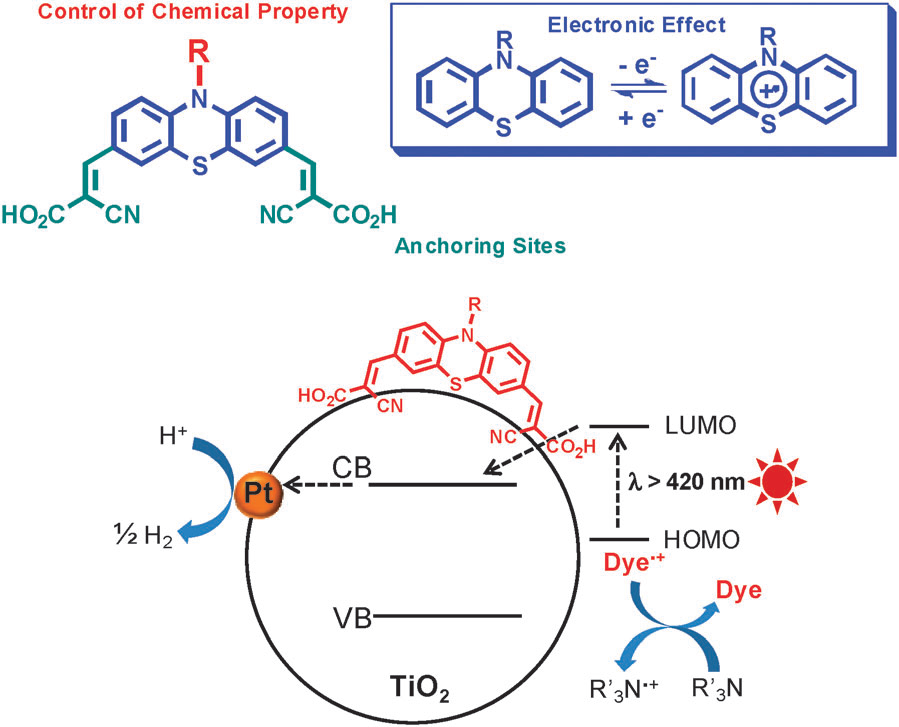 Control of Chemical Property
R
N
S
HO₂C
CN
NC
CO₂H
Anchoring Sites
Electronic Effect
R
N
S
- e⁻
+ e⁻
R
N
+•
S
R
N
S
HO₂C
CN
NC
CO₂H
H⁺
Pt
½ H₂
CB
VB
TiO₂
LUMO
λ > 420 nm
HOMO
Dye·⁺
Dye
R'₃N·⁺
R'₃N